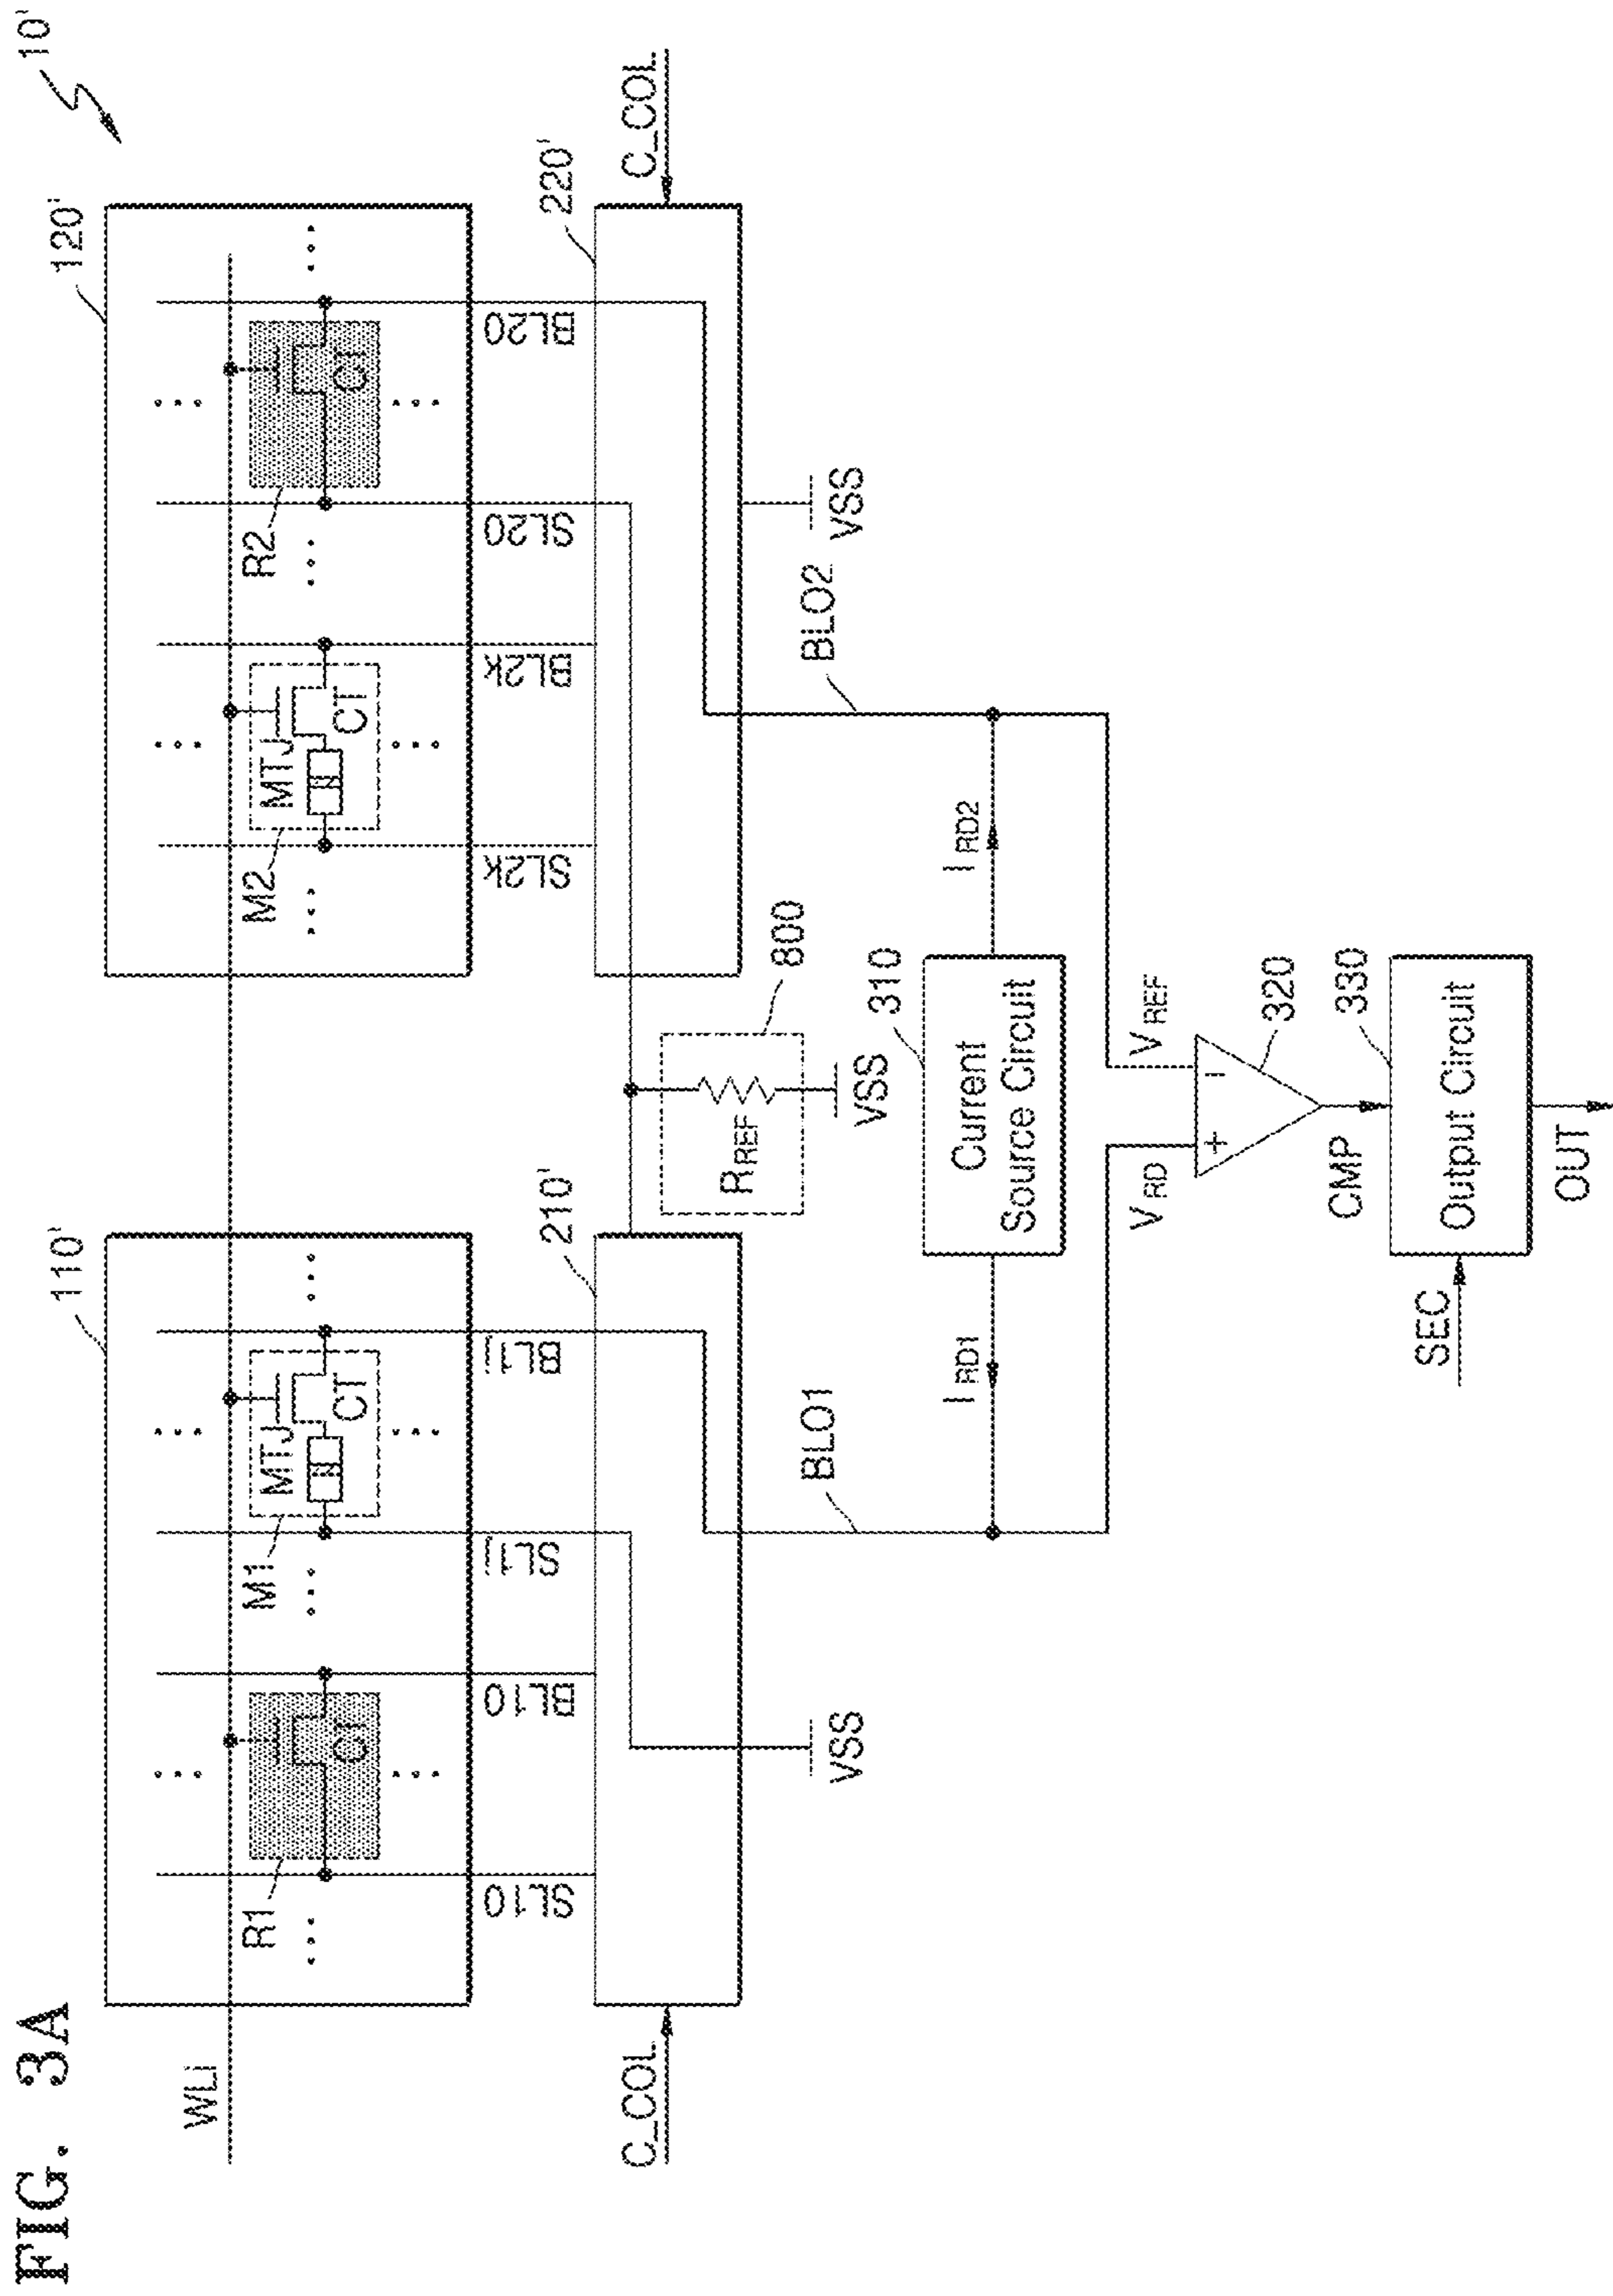 FIG. 3A
10'
110'
120'
WLi
R1
CT
M1
MTJ
CT
M2
MTJ
CT
R2
CT
SL10
BL10
SL1j
BL1j
SL2k
BL2k
SL20
BL20
210'
220'
C_COL
C_COL
RREF
800
VSS
VSS
VSS
BLO1
BLO2
IRD1
Current
Source Circuit
310
IRD2
VRD
VREF
+
-
320
CMP
SEC
Output Circuit
330
OUT